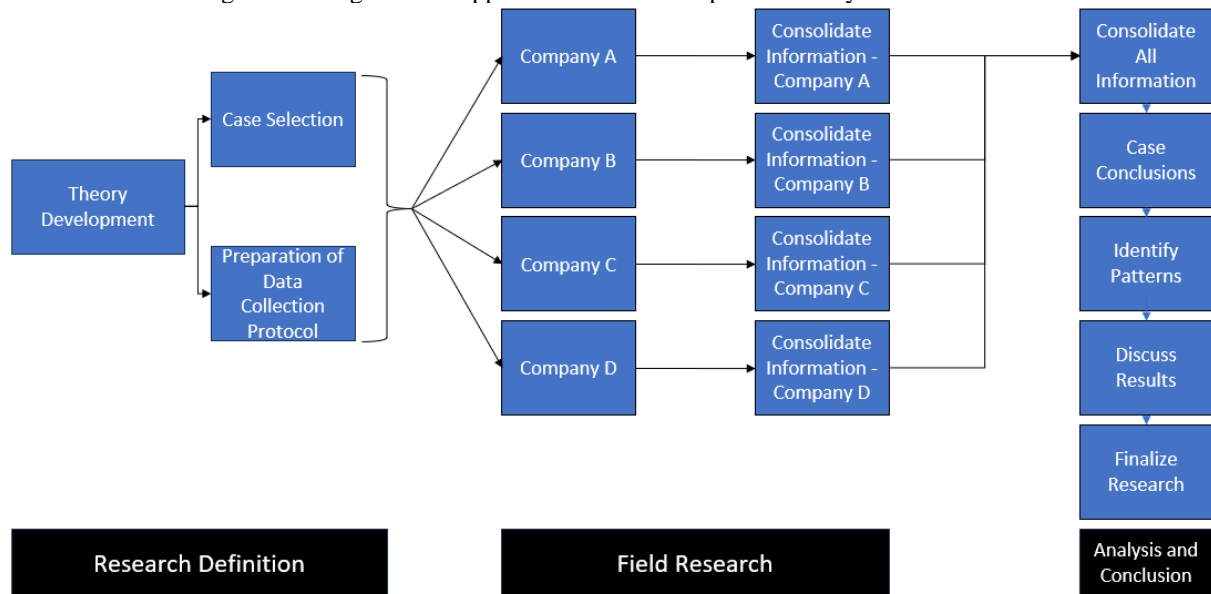 Theory
Development
Case Selection
Preparation of
Data
Collection
Protocol
Company A
Company B
Company C
Company D
Consolidate
Information -
Company A
Consolidate
Information -
Company B
Consolidate
Information -
Company C
Consolidate
Information -
Company D
Consolidate
All
Information
Case
Conclusions
Identify
Patterns
Discuss
Results
Finalize
Research
Research Definition
Field Research
Analysis and
Conclusion